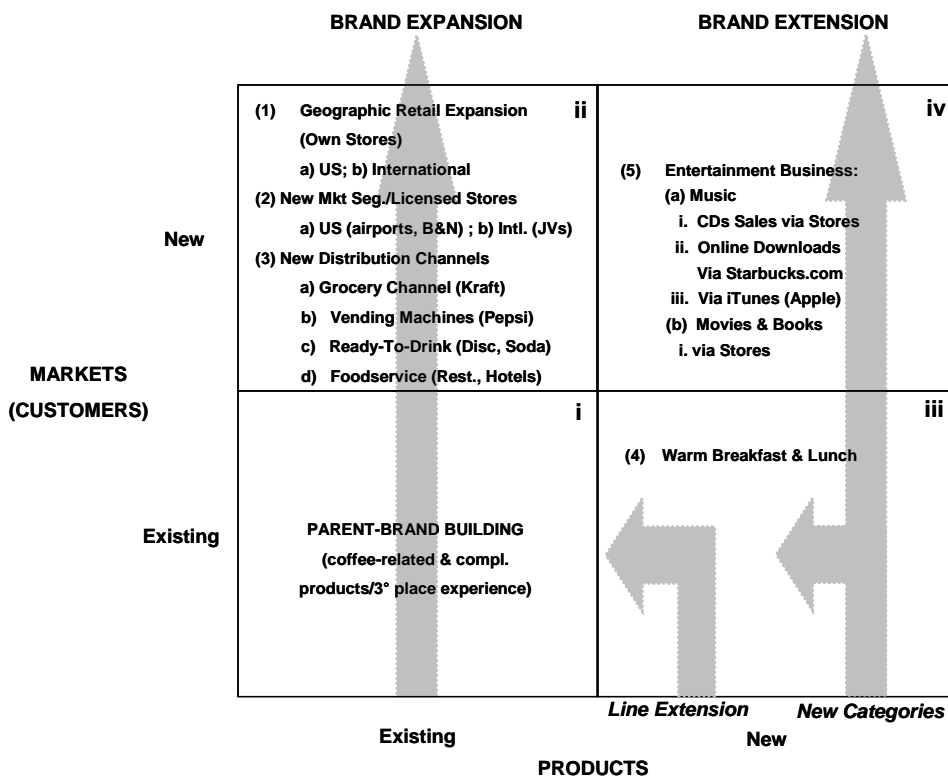 BRAND EXPANSION
BRAND EXTENSION
(1) Geographic Retail Expansion
(Own Stores)
a) US; b) International
(2) New Mkt Seg./Licensed Stores
a) US (airports, B&N) ; b) Intl. (JVs)
(3) New Distribution Channels
a) Grocery Channel (Kraft)
b) Vending Machines (Pepsi)
c) Ready-To-Drink (Disc, Soda)
d) Foodservice (Rest., Hotels)
ii
iv
(5) Entertainment Business:
(a) Music
i. CDs Sales via Stores
ii. Online Downloads
Via Starbucks.com
iii. Via iTunes (Apple)
(b) Movies & Books
i. via Stores
New
MARKETS
(CUSTOMERS)
Existing
i
PARENT-BRAND BUILDING
(coffee-related & compl.
products/3° place experience)
iii
(4) Warm Breakfast & Lunch
Line Extension
New Categories
Existing
New
PRODUCTS